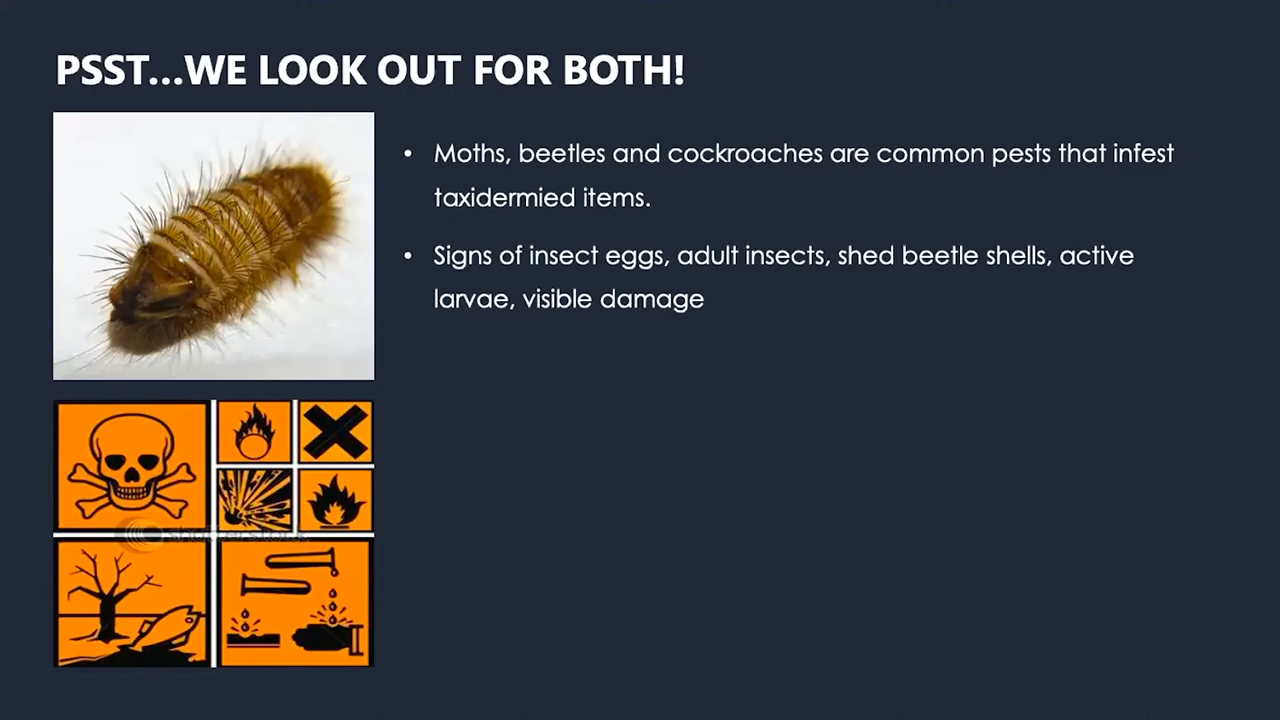 PSST...WE LOOK OUT FOR BOTH!
• Moths, beetles and cockroaches are common pests that infest
taxidermied items.
• Signs of insect eggs, adult insects, shed beetle shells, active
larvae, visible damage
shutterstock